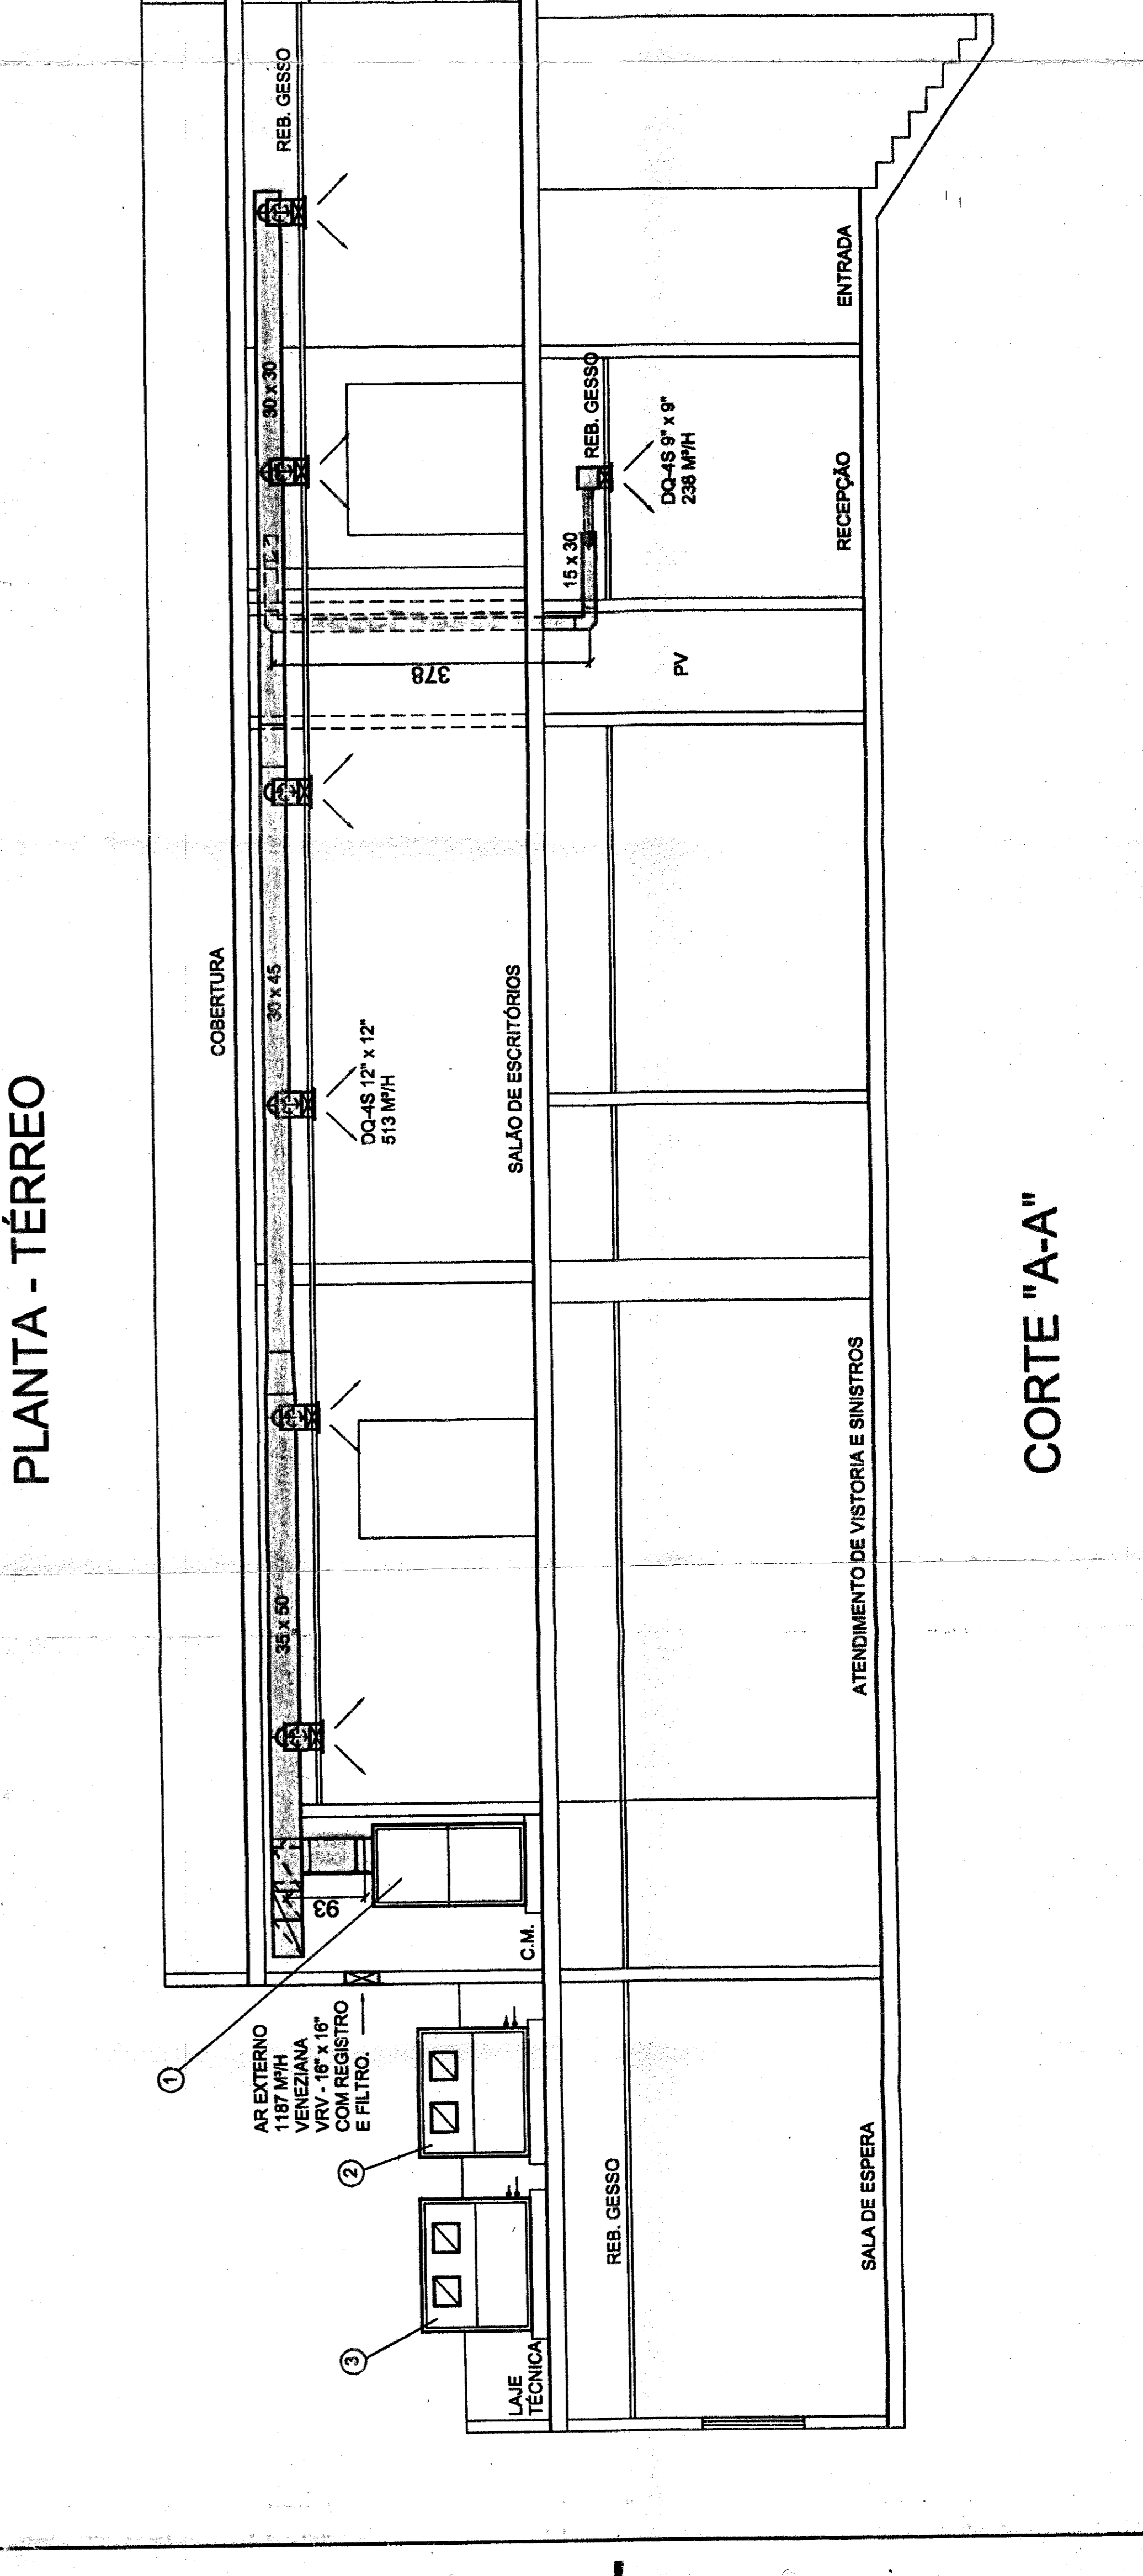 PLANTA - TÉRREO
COBERTURA
REB. GESSO
35 x 50
30 x 45
30 x 30
DQ-4S 12" x 12"
513 M³/H
93
C.M.
SALÃO DE ESCRITÓRIOS
378
1
AR EXTERNO
1187 M³/H
VENEZIANA
VRV - 16" x 16"
COM REGISTRO
E FILTRO.
2
3
LAJE
TÉCNICA
15 x 30
REB. GESSO
DQ-4S 9" x 9"
238 M³/H
PV
REB. GESSO
SALA DE ESPERA
ATENDIMENTO DE VISTORIA E SINISTROS
RECEPÇÃO
ENTRADA
CORTE "A-A"